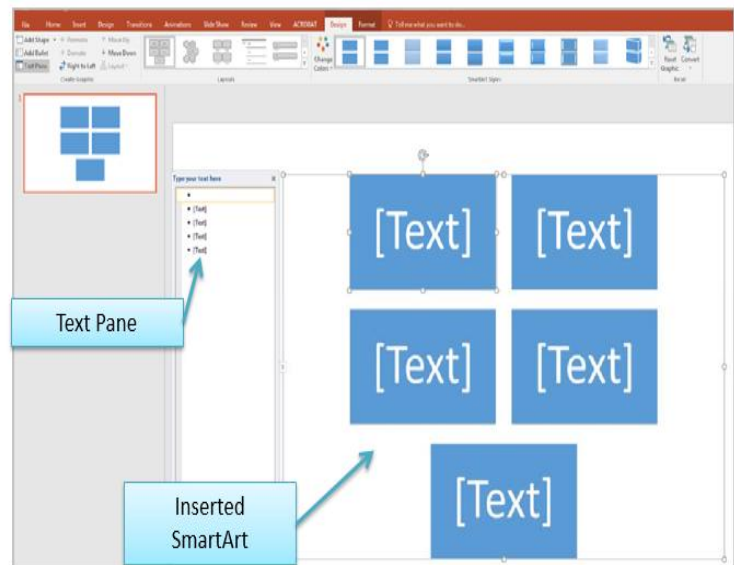 File Home Insert Design Transitions Animations Slide Show Review View ACROBAT Design Format Tell me what you want to do...
Add Shape Promote Move Up
Add Bullet Demote Move Down
Text Pane Right to Left Layout
Create Graphic Layouts SmartArt Styles Reset
Change Colors
Reset Graphic Convert
1
Type your text here
[Text]
[Text]
[Text]
[Text]
[Text] [Text]
[Text] [Text]
[Text]
Text Pane
Inserted
SmartArt